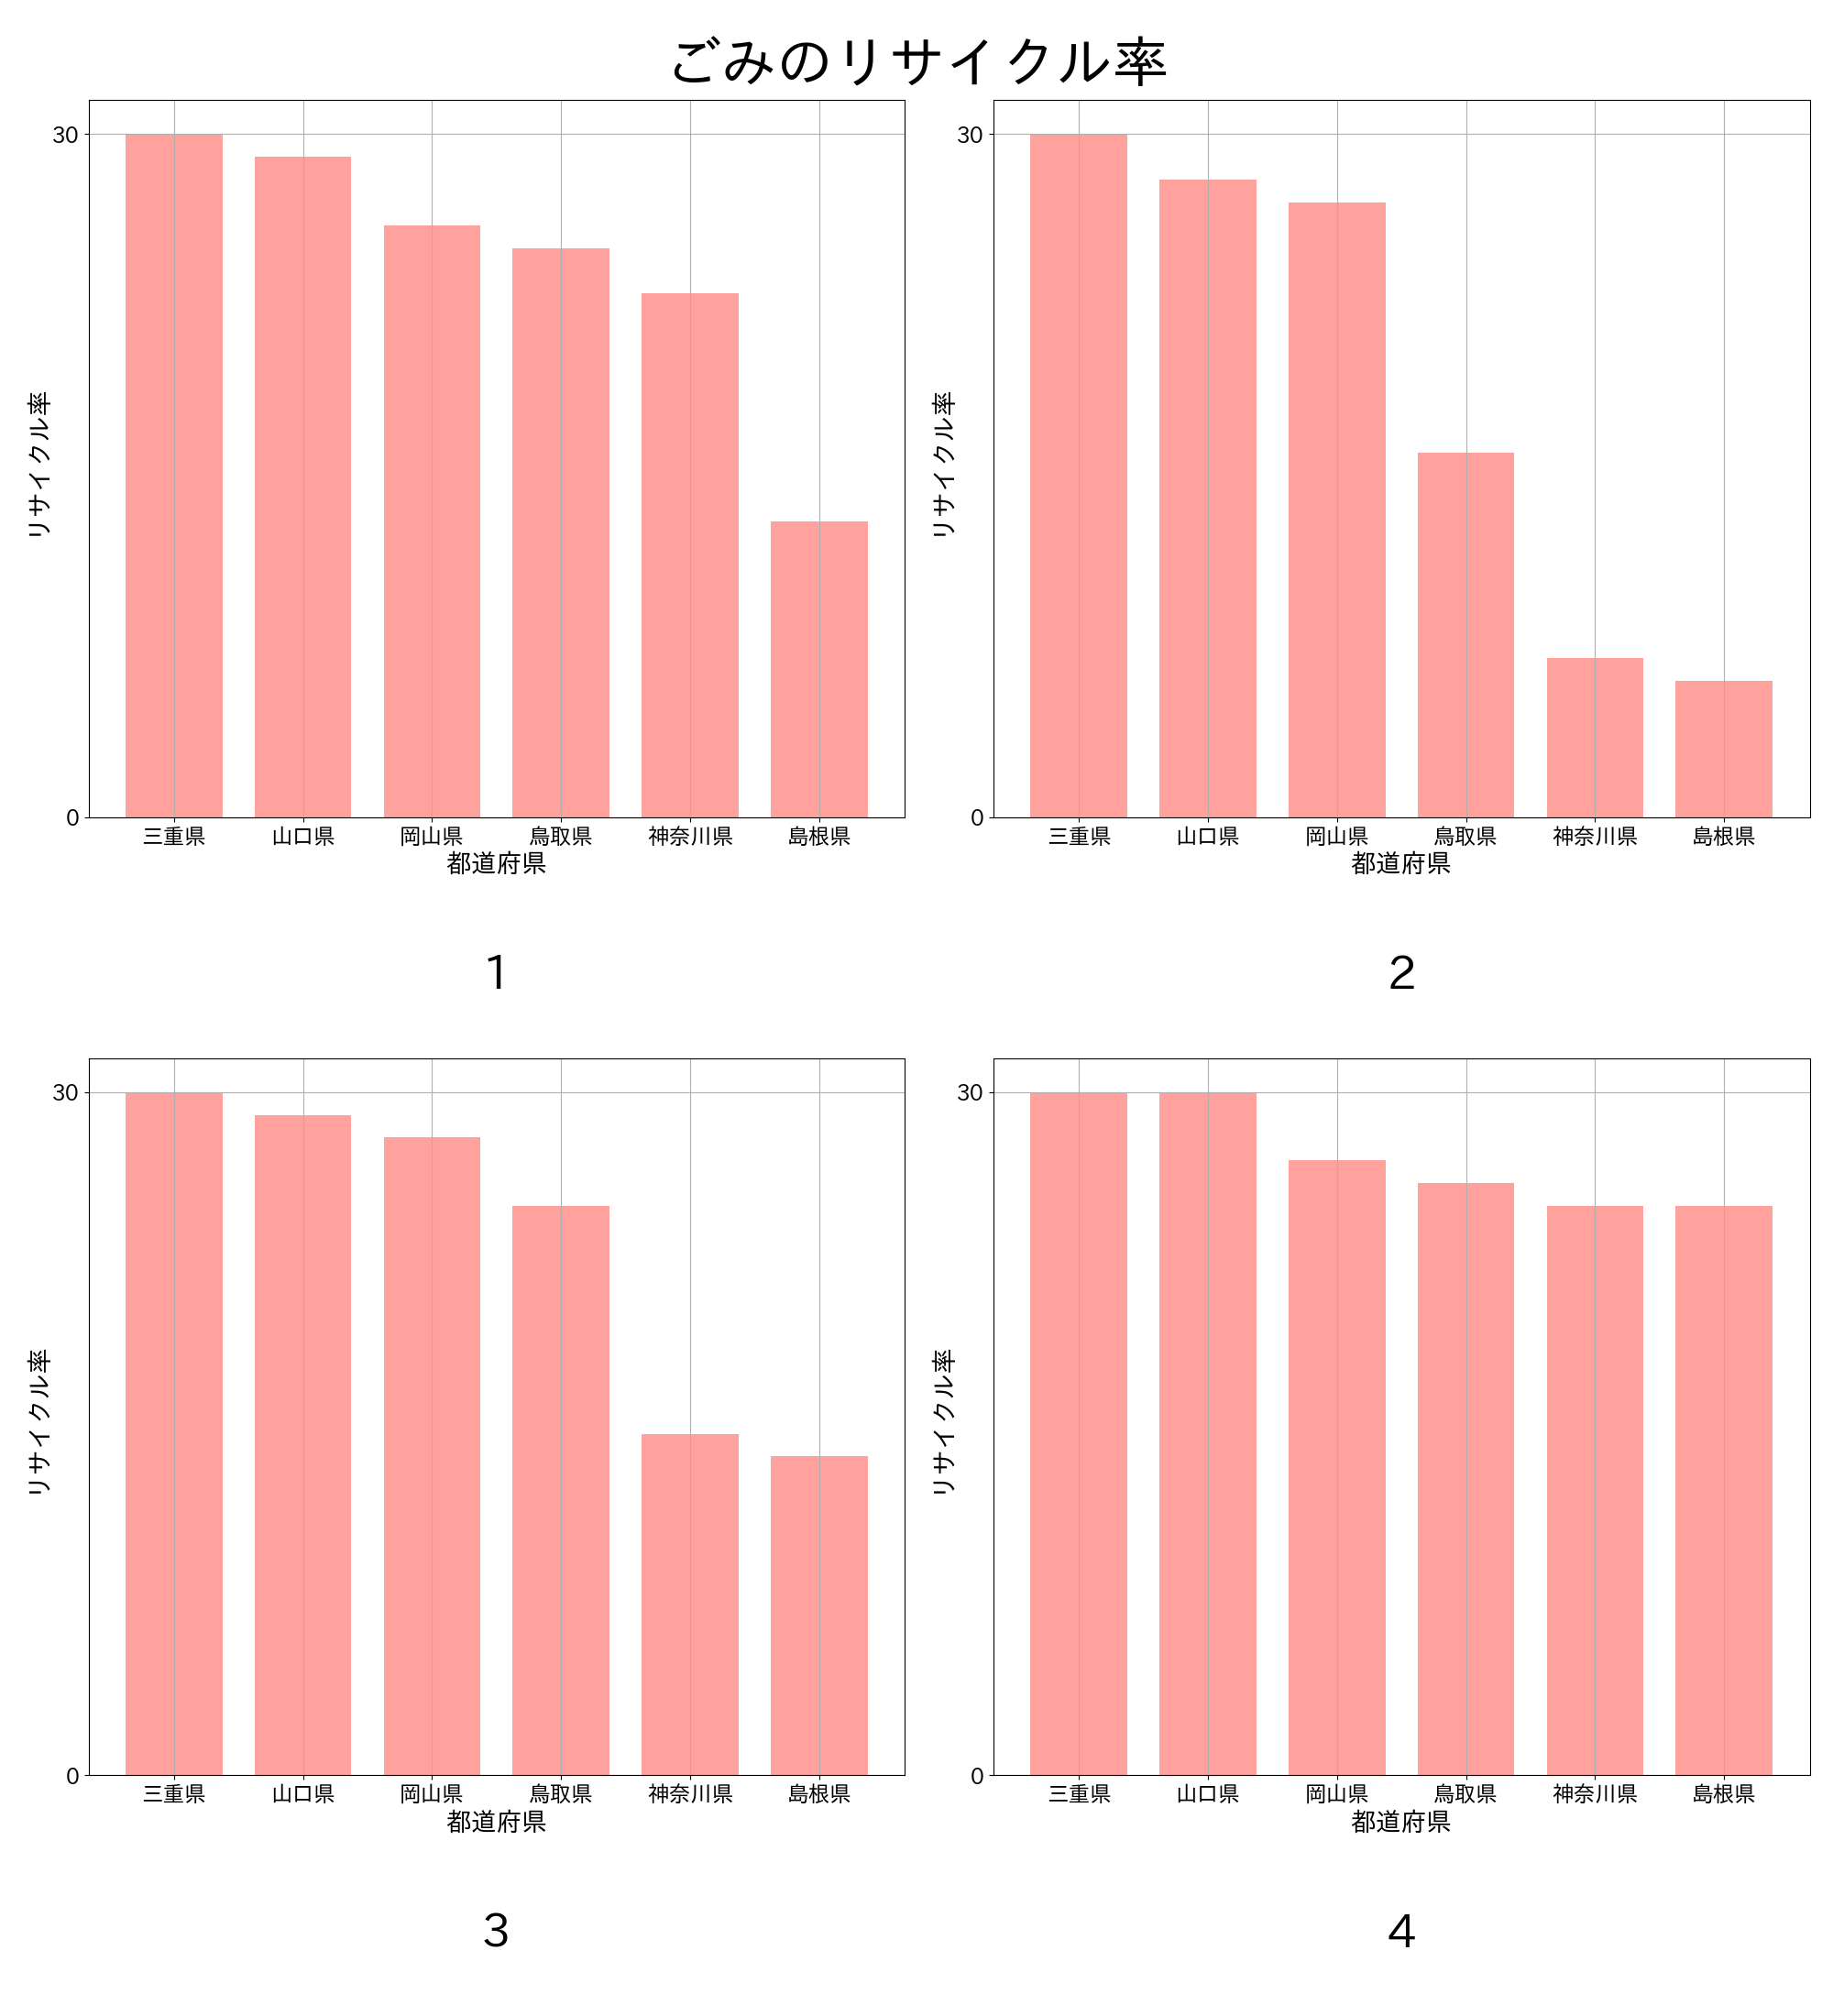 ごみのリサイクル率
30
0
リサイクル率
三重県 山口県 岡山県 鳥取県 神奈川県 島根県
都道府県
1
30
0
リサイクル率
三重県 山口県 岡山県 鳥取県 神奈川県 島根県
都道府県
2
30
0
リサイクル率
三重県 山口県 岡山県 鳥取県 神奈川県 島根県
都道府県
3
30
0
リサイクル率
三重県 山口県 岡山県 鳥取県 神奈川県 島根県
都道府県
4